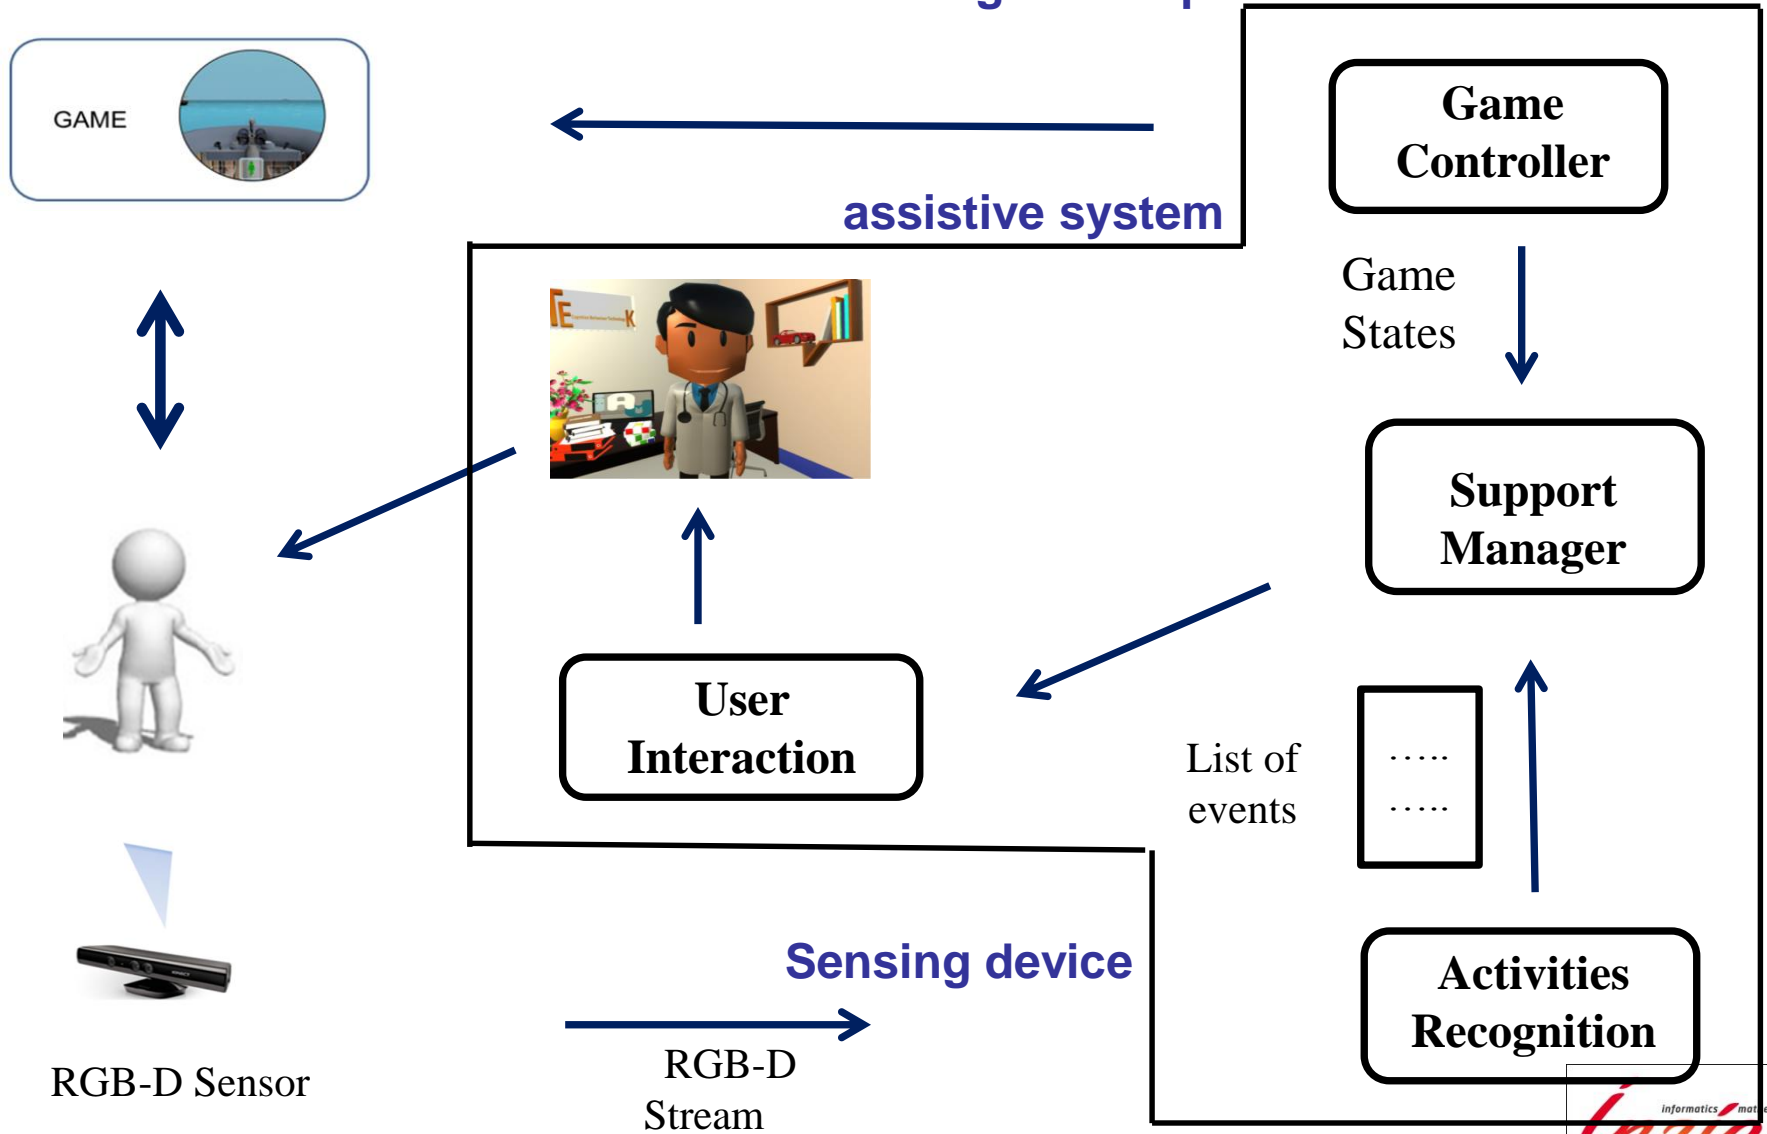 GAME
Game
Controller
assistive system
Game
States
Support
Manager
User
Interaction
List of
events
.....
.....
Sensing device
Activities
Recognition
RGB-D Sensor
RGB-D
Stream
informatics